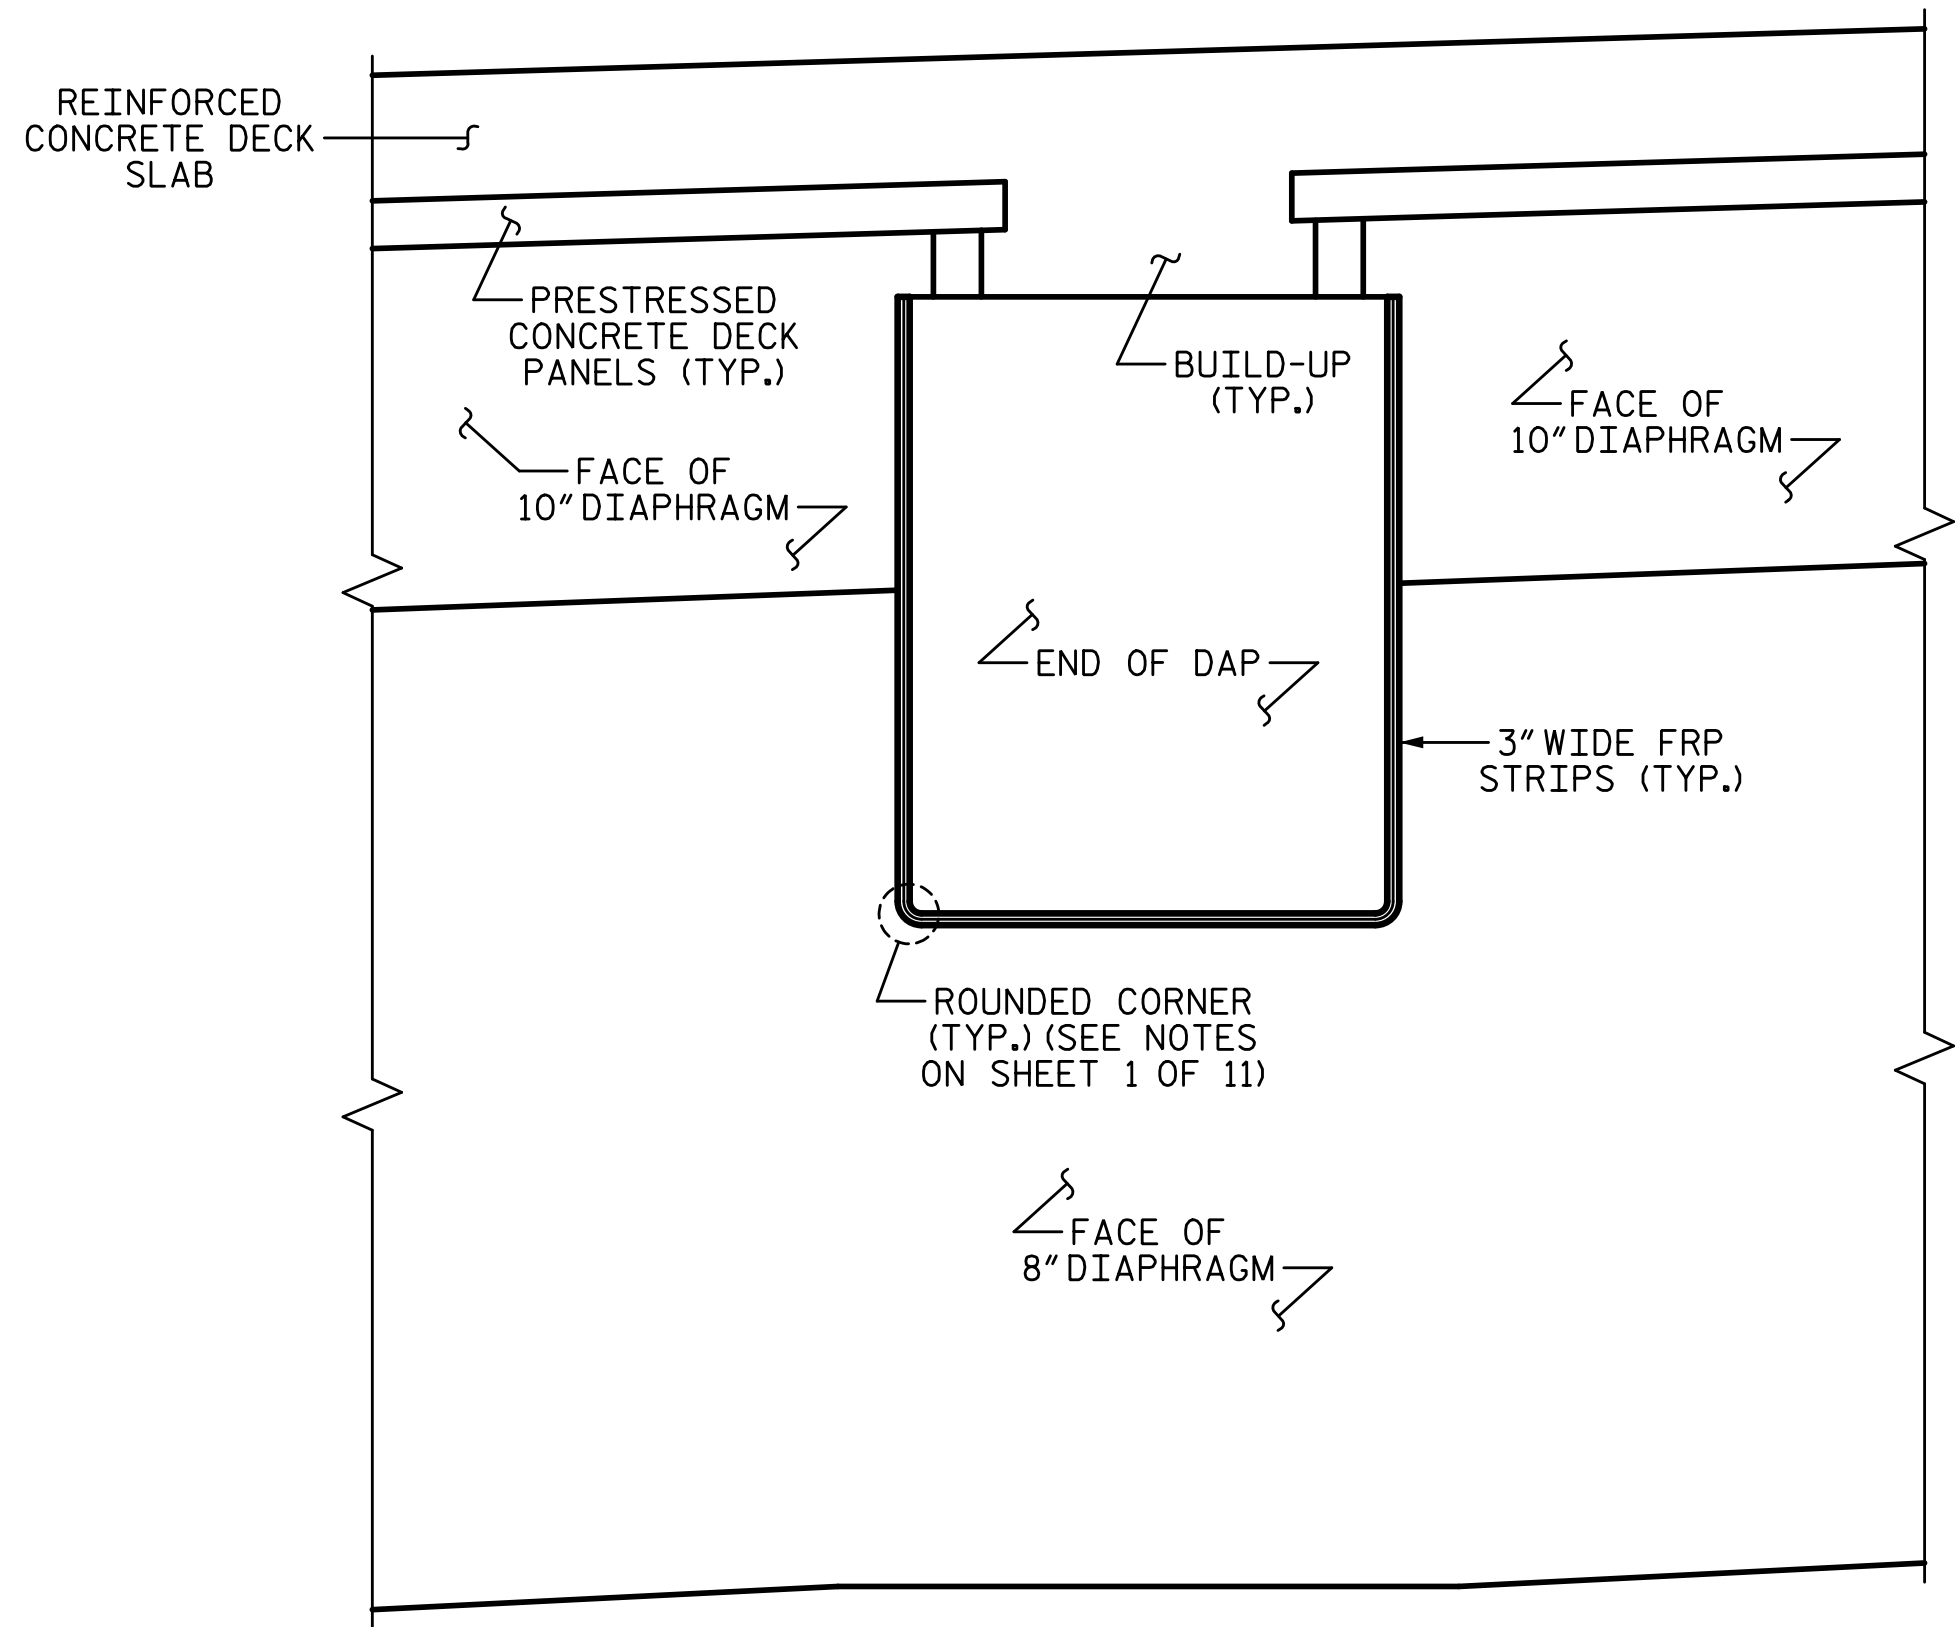 REINFORCED
CONCRETE DECK
SLAB
PRESTRESSED
CONCRETE DECK
PANELS (TYP.)
BUILD-UP
(TYP.)
FACE OF
10" DIAPHRAGM
FACE OF
10" DIAPHRAGM
END OF DAP
3" WIDE FRP
STRIPS (TYP.)
ROUNDED CORNER
(TYP.) (SEE NOTES
ON SHEET 1 OF 11)
FACE OF
8" DIAPHRAGM